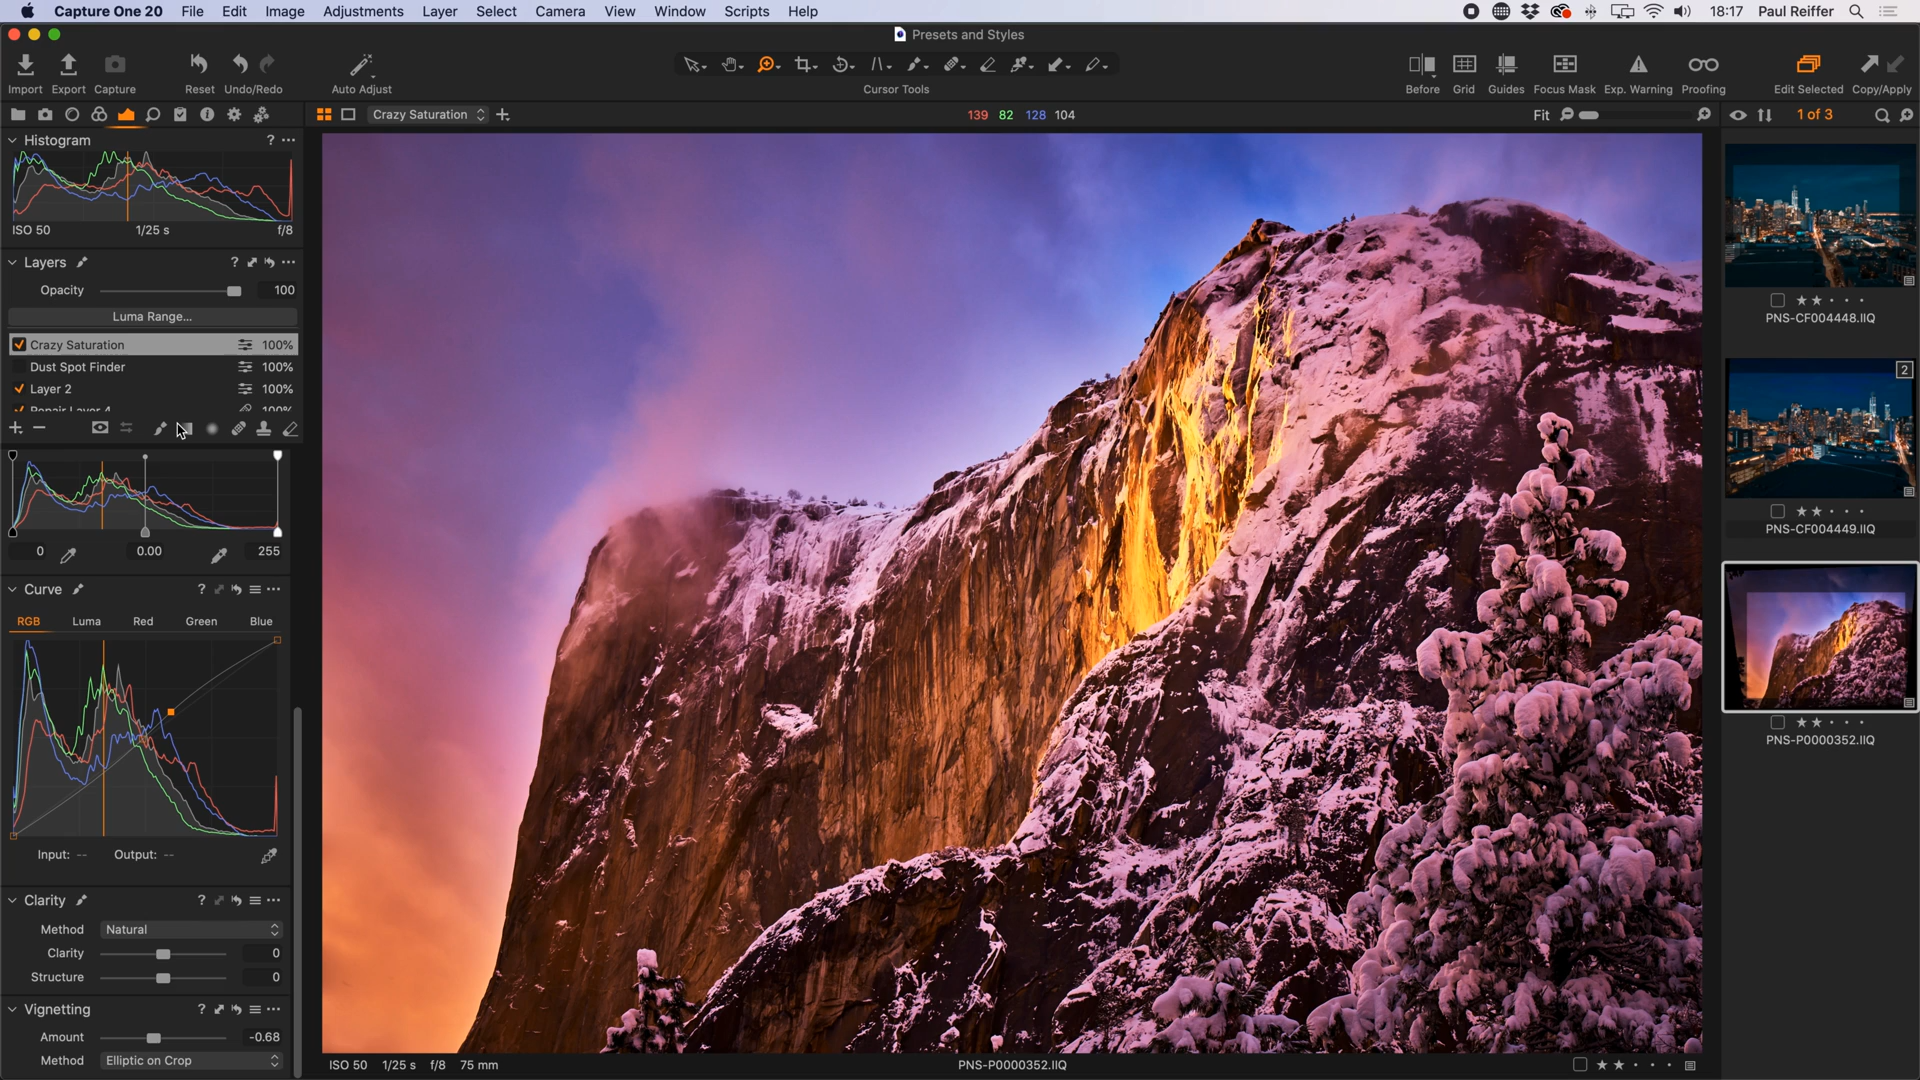 Capture One 20 File Edit Image Adjustments Layer Select Camera View Window Scripts Help 18:17 Paul Reiffer
Presets and Styles
Import Export Capture Reset Undo/Redo Auto Adjust Cursor Tools Before Grid Guides Focus Mask Exp. Warning Proofing Edit Selected Copy/Apply
Crazy Saturation 139 82 128 104 Fit 1 of 3
Histogram ?
ISO 50 1/25 s f/8
Layers ?
Opacity 100
Luma Range...
Crazy Saturation 100%
Dust Spot Finder 100%
Layer 2 100%
Repair Layer 4 100%
0 0.00 255
Curve ?
RGB Luma Red Green Blue
Input: -- Output: --
Clarity ?
Method Natural
Clarity 0
Structure 0
Vignetting ?
Amount -0.68
Method Elliptic on Crop
PNS-CF004448.IIQ
2
PNS-CF004449.IIQ
PNS-P0000352.IIQ
ISO 50 1/25 s f/8 75 mm PNS-P0000352.IIQ